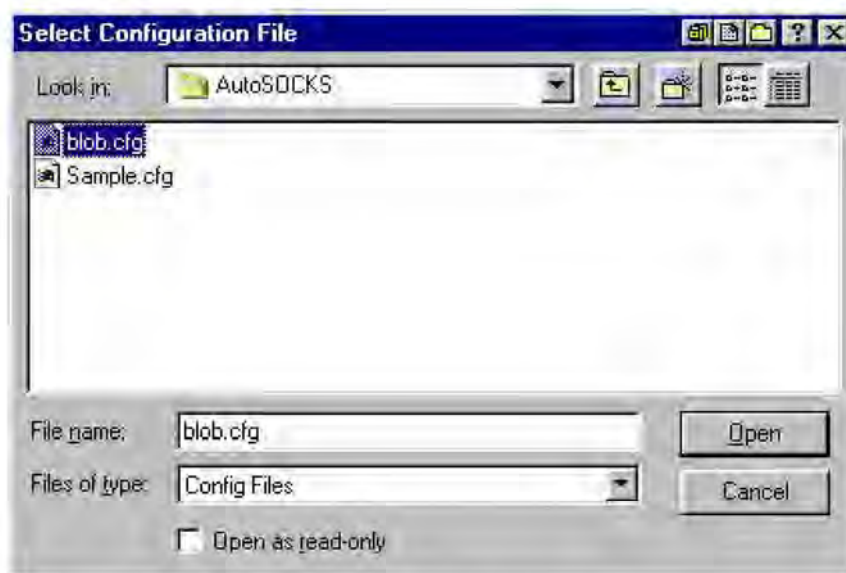 Select Configuration File
Look in: AutoSOCKS
blob.cfg
Sample.cfg
File name: blob.cfg Open
Files of type: Config Files Cancel
Open as read-only